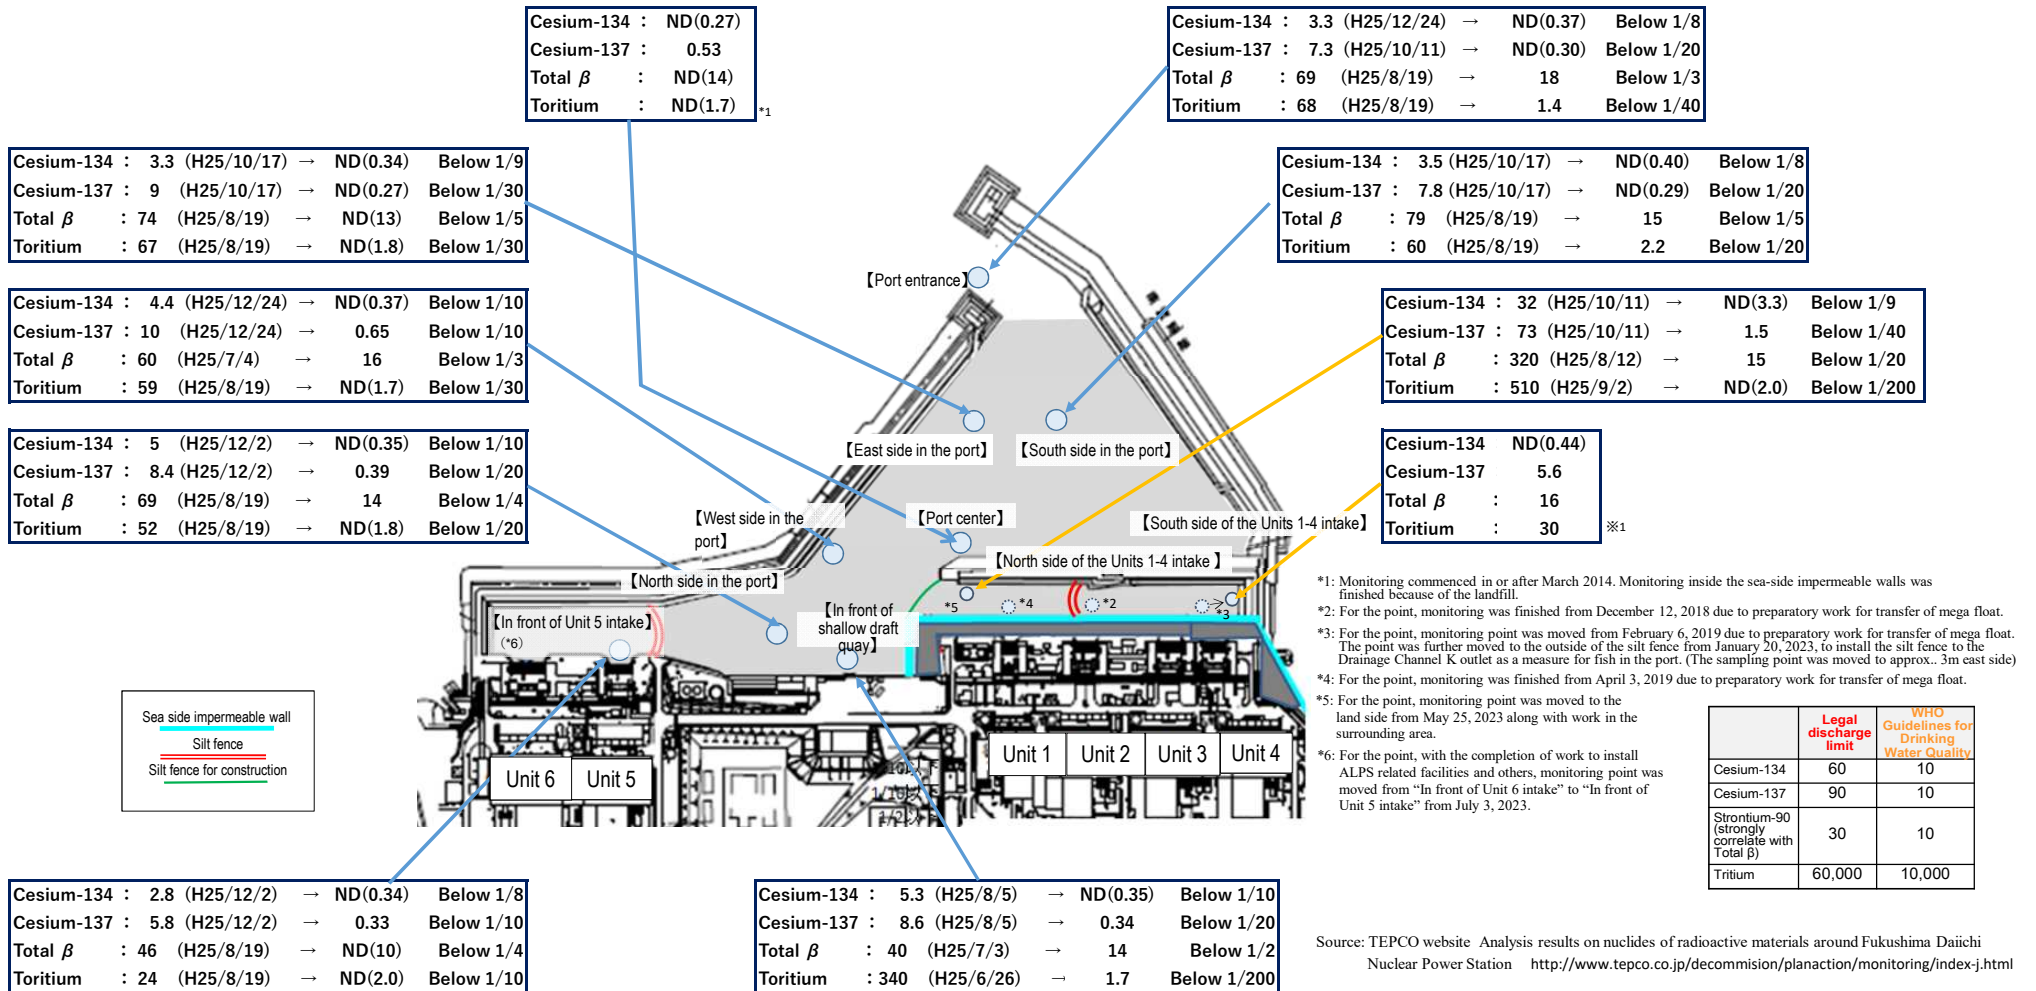 Cesium-134 : ND(0.27)
Cesium-137 : 0.53
Total β : ND(14)
Toritium : ND(1.7)
*1
Cesium-134 : 3.3 (H25/12/24) → ND(0.37) Below 1/8
Cesium-137 : 7.3 (H25/10/11) → ND(0.30) Below 1/20
Total β : 69 (H25/8/19) → 18 Below 1/3
Toritium : 68 (H25/8/19) → 1.4 Below 1/40
Cesium-134 : 3.3 (H25/10/17) → ND(0.34) Below 1/9
Cesium-137 : 9 (H25/10/17) → ND(0.27) Below 1/30
Total β : 74 (H25/8/19) → ND(13) Below 1/5
Toritium : 67 (H25/8/19) → ND(1.8) Below 1/30
Cesium-134 : 3.5 (H25/10/17) → ND(0.40) Below 1/8
Cesium-137 : 7.8 (H25/10/17) → ND(0.29) Below 1/20
Total β : 79 (H25/8/19) → 15 Below 1/5
Toritium : 60 (H25/8/19) → 2.2 Below 1/20
Cesium-134 : 4.4 (H25/12/24) → ND(0.37) Below 1/10
Cesium-137 : 10 (H25/12/24) → 0.65 Below 1/10
Total β : 60 (H25/7/4) → 16 Below 1/3
Toritium : 59 (H25/8/19) → ND(1.7) Below 1/30
Cesium-134 : 32 (H25/10/11) → ND(3.3) Below 1/9
Cesium-137 : 73 (H25/10/11) → 1.5 Below 1/40
Total β : 320 (H25/8/12) → 15 Below 1/20
Toritium : 510 (H25/9/2) → ND(2.0) Below 1/200
Cesium-134 : 5 (H25/12/2) → ND(0.35) Below 1/10
Cesium-137 : 8.4 (H25/12/2) → 0.39 Below 1/20
Total β : 69 (H25/8/19) → 14 Below 1/4
Toritium : 52 (H25/8/19) → ND(1.8) Below 1/20
Cesium-134 ND(0.44)
Cesium-137 5.6
Total β : 16
Toritium : 30
※1
【Port entrance】
【East side in the port】
【South side in the port】
【West side in the
port】
【Port center】
【South side of the Units 1-4 intake】
【North side of the Units 1-4 intake 】
【North side in the port】
*5
*4
*2
*3
【In front of
shallow draft
quay】
【In front of Unit 5 intake】
(*6)
Unit 6
Unit 5
Unit 1
Unit 2
Unit 3
Unit 4
Sea side impermeable wall
Silt fence
Silt fence for construction
*1: Monitoring commenced in or after March 2014. Monitoring inside the sea-side impermeable walls was
finished because of the landfill.
*2: For the point, monitoring was finished from December 12, 2018 due to preparatory work for transfer of mega float.
*3: For the point, monitoring point was moved from February 6, 2019 due to preparatory work for transfer of mega float.
The point was further moved to the outside of the silt fence from January 20, 2023, to install the silt fence to the
Drainage Channel K outlet as a measure for fish in the port. (The sampling point was moved to approx.. 3m east side)
*4: For the point, monitoring was finished from April 3, 2019 due to preparatory work for transfer of mega float.
*5: For the point, monitoring point was moved to the
land side from May 25, 2023 along with work in the
surrounding area.
*6: For the point, with the completion of work to install
ALPS related facilities and others, monitoring point was
moved from “In front of Unit 6 intake” to “In front of
Unit 5 intake” from July 3, 2023.
Legal
discharge
limit
WHO
Guidelines for
Drinking
Water Quality
Cesium-134 60 10
Cesium-137 90 10
Strontium-90
(strongly
correlate with
Total β)
30 10
Tritium 60,000 10,000
Cesium-134 : 2.8 (H25/12/2) → ND(0.34) Below 1/8
Cesium-137 : 5.8 (H25/12/2) → 0.33 Below 1/10
Total β : 46 (H25/8/19) → ND(10) Below 1/4
Toritium : 24 (H25/8/19) → ND(2.0) Below 1/10
Cesium-134 : 5.3 (H25/8/5) → ND(0.35) Below 1/10
Cesium-137 : 8.6 (H25/8/5) → 0.34 Below 1/20
Total β : 40 (H25/7/3) → 14 Below 1/2
Toritium : 340 (H25/6/26) → 1.7 Below 1/200
Source: TEPCO website Analysis results on nuclides of radioactive materials around Fukushima Daiichi
Nuclear Power Station http://www.tepco.co.jp/decommision/planaction/monitoring/index-j.html